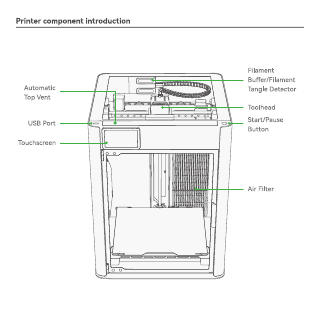 Printer component introduction
Filament
Buffer/Filament
Tangle Detector
Automatic
Top Vent
Toolhead
USB Port
Start/Pause
Button
Touchscreen
Air Filter